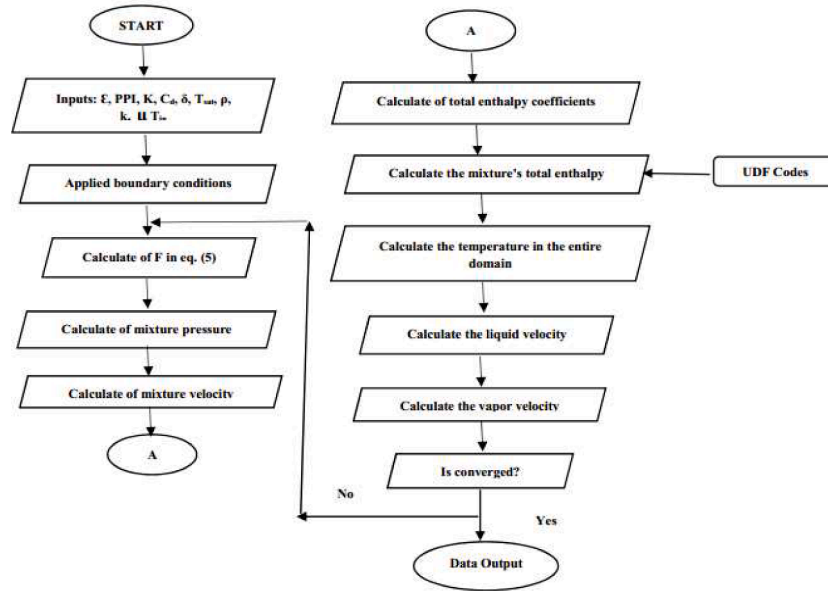 START
Inputs: Ɛ, PPI, K, Cd, δ, Tsat, ρ,
k. µ Tin
Applied boundary conditions
Calculate of F in eq. (5)
Calculate of mixture pressure
Calculate of mixture velocity
A
A
Calculate of total enthalpy coefficients
Calculate the mixture's total enthalpy
UDF Codes
Calculate the temperature in the entire
domain
Calculate the liquid velocity
Calculate the vapor velocity
Is converged?
No
Yes
Data Output